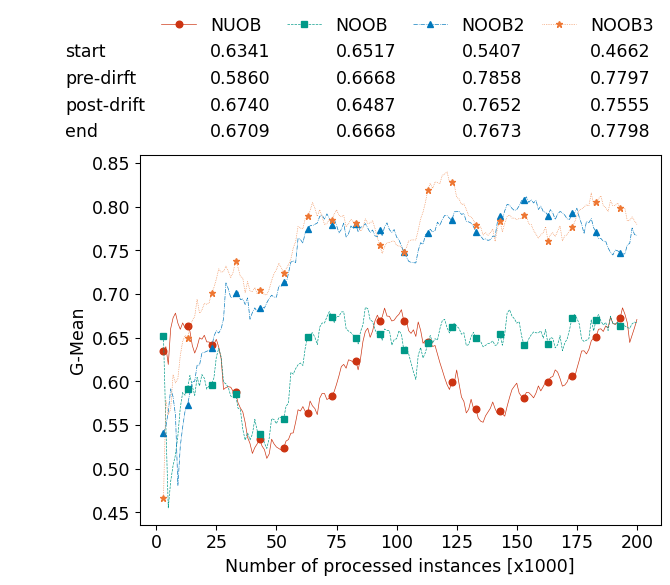 NUOB NOOB NOOB2 NOOB3
start 0.6341 0.6517 0.5407 0.4662
pre-dirft 0.5860 0.6668 0.7858 0.7797
post-drift 0.6740 0.6487 0.7652 0.7555
end 0.6709 0.6668 0.7673 0.7798
0.85
0.80
0.75
0.70
0.65
0.60
0.55
0.50
0.45
G-Mean
0 25 50 75 100 125 150 175 200
Number of processed instances [x1000]